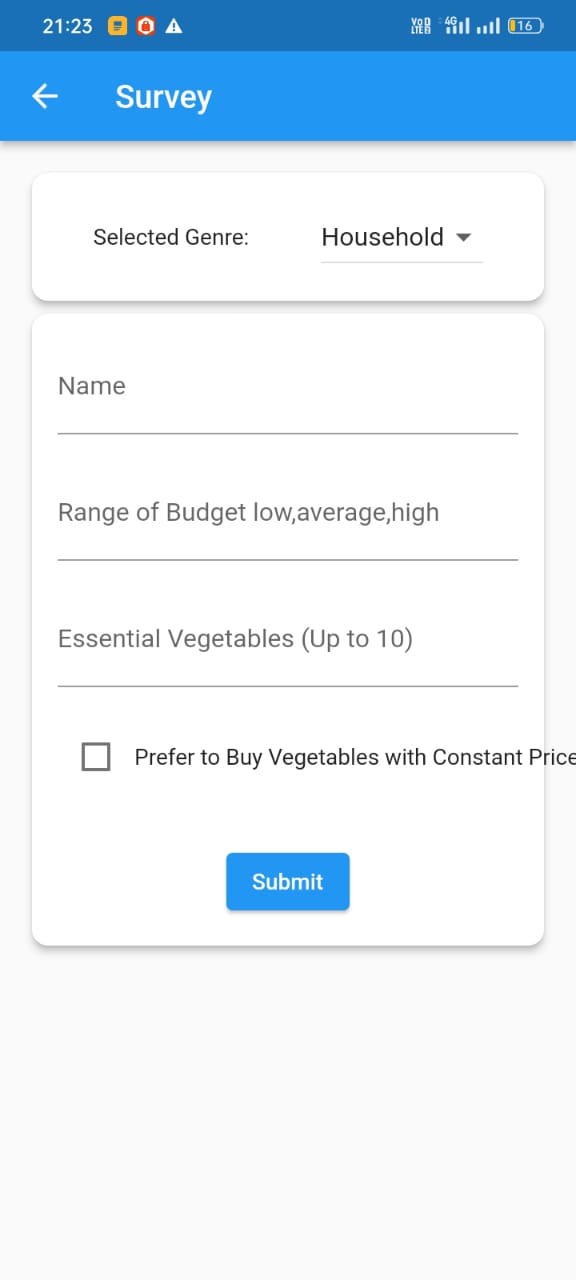 21:23 VoD LTE 4G 16
Survey
Selected Genre: Household
Name
Range of Budget low,average,high
Essential Vegetables (Up to 10)
Prefer to Buy Vegetables with Constant Price
Submit